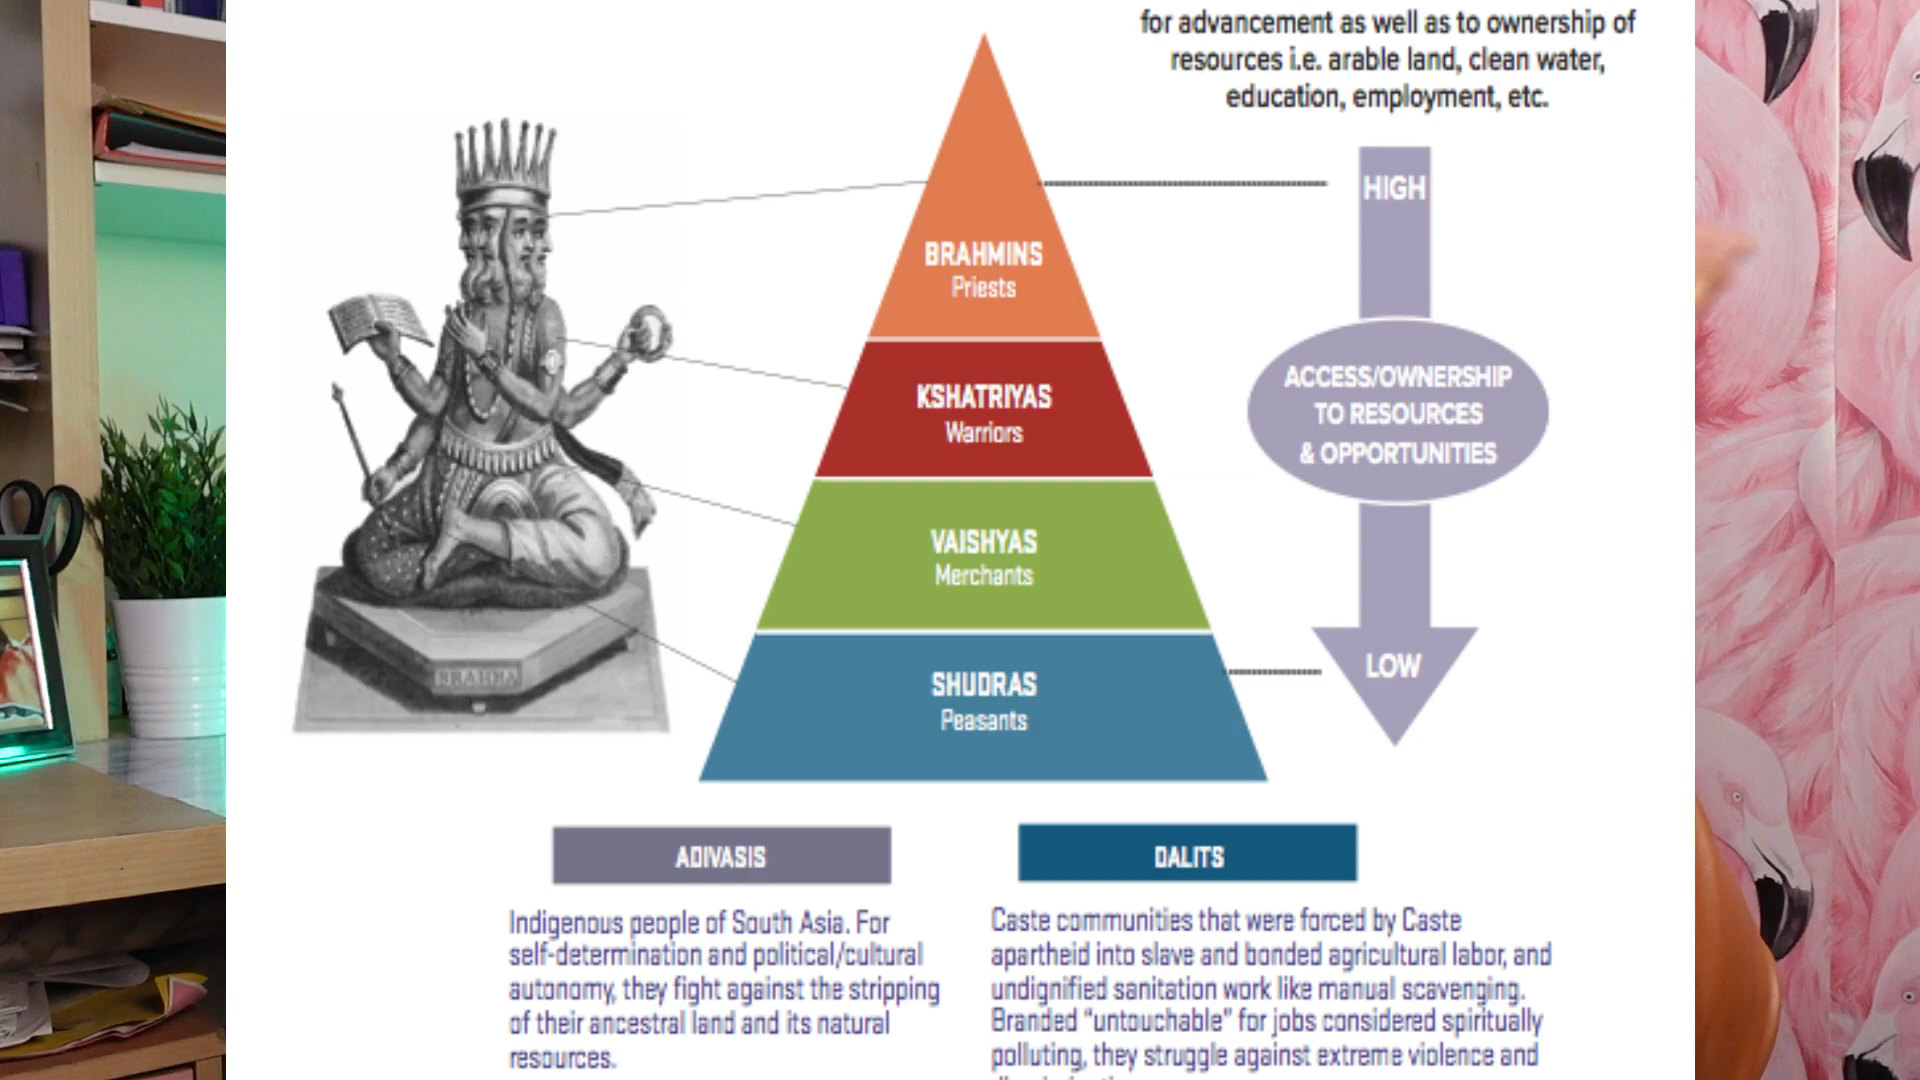 for advancement as well as to ownership of
resources i.e. arable land, clean water,
education, employment, etc.
HIGH
BRAHMINS
Priests
ACCESS/OWNERSHIP
TO RESOURCES
& OPPORTUNITIES
KSHATRIYAS
Warriors
VAISHYAS
Merchants
LOW
SHUDRAS
Peasants
BRAHMA
ADIVASIS
Indigenous people of South Asia. For
self-determination and political/cultural
autonomy, they fight against the stripping
of their ancestral land and its natural
resources.
DALITS
Caste communities that were forced by Caste
apartheid into slave and bonded agricultural labor, and
undignified sanitation work like manual scavenging.
Branded "untouchable" for jobs considered spiritually
polluting, they struggle against extreme violence and